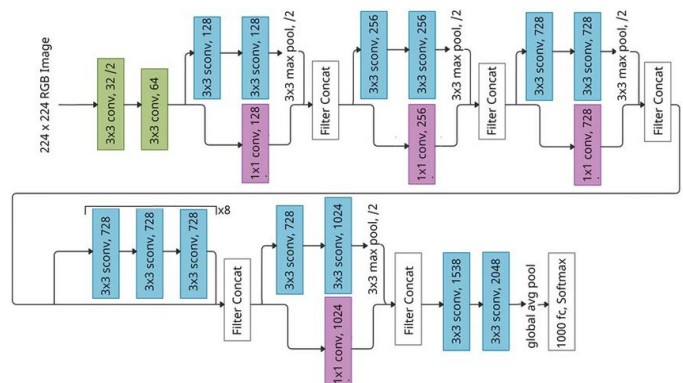 224 x 224 RGB Image
3x3 conv, 32 /2
3x3 conv, 64
3x3 sconv, 128
3x3 sconv, 128
3x3 max pool, /2
1x1 conv, 128
Filter Concat
3x3 sconv, 256
3x3 sconv, 256
3x3 max pool, /2
1x1 conv, 256
Filter Concat
3x3 sconv, 728
3x3 sconv, 728
3x3 max pool, /2
1x1 conv, 728
Filter Concat
3x3 sconv, 728
3x3 sconv, 728
3x3 sconv, 728
x8
Filter Concat
3x3 sconv, 728
3x3 sconv, 1024
3x3 max pool, /2
1x1 conv, 1024
Filter Concat
3x3 sconv, 1538
3x3 sconv, 2048
global avg pool
1000 fc, Softmax